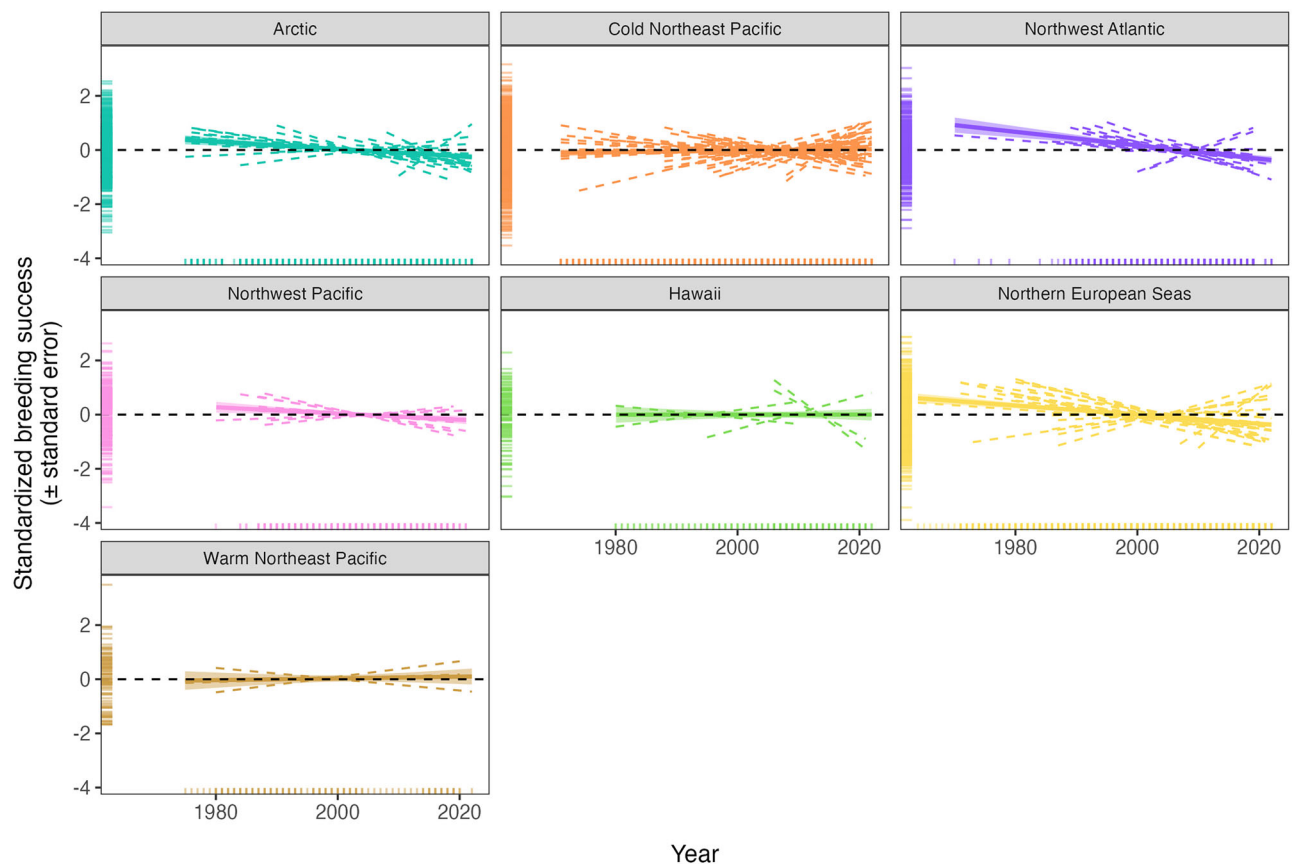 Arctic
Cold Northeast Pacific
Northwest Atlantic
2
0
-2
-4
Northwest Pacific
Hawaii
Northern European Seas
2
0
-2
-4
1980
2000
2020
1980
2000
2020
Warm Northeast Pacific
2
0
-2
-4
1980
2000
2020
Standardized breeding success
(± standard error)
Year